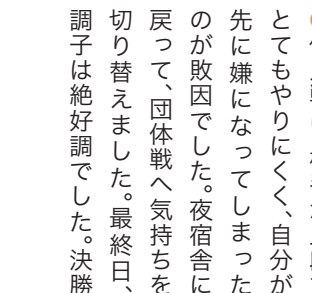 とてもやりにくく、自分が
先に嫌になってしまった
のが敗因でした。夜宿舎に
戻って、団体戦へ気持ちを
切り替えました。最終日、
調子は絶好調でした。決勝